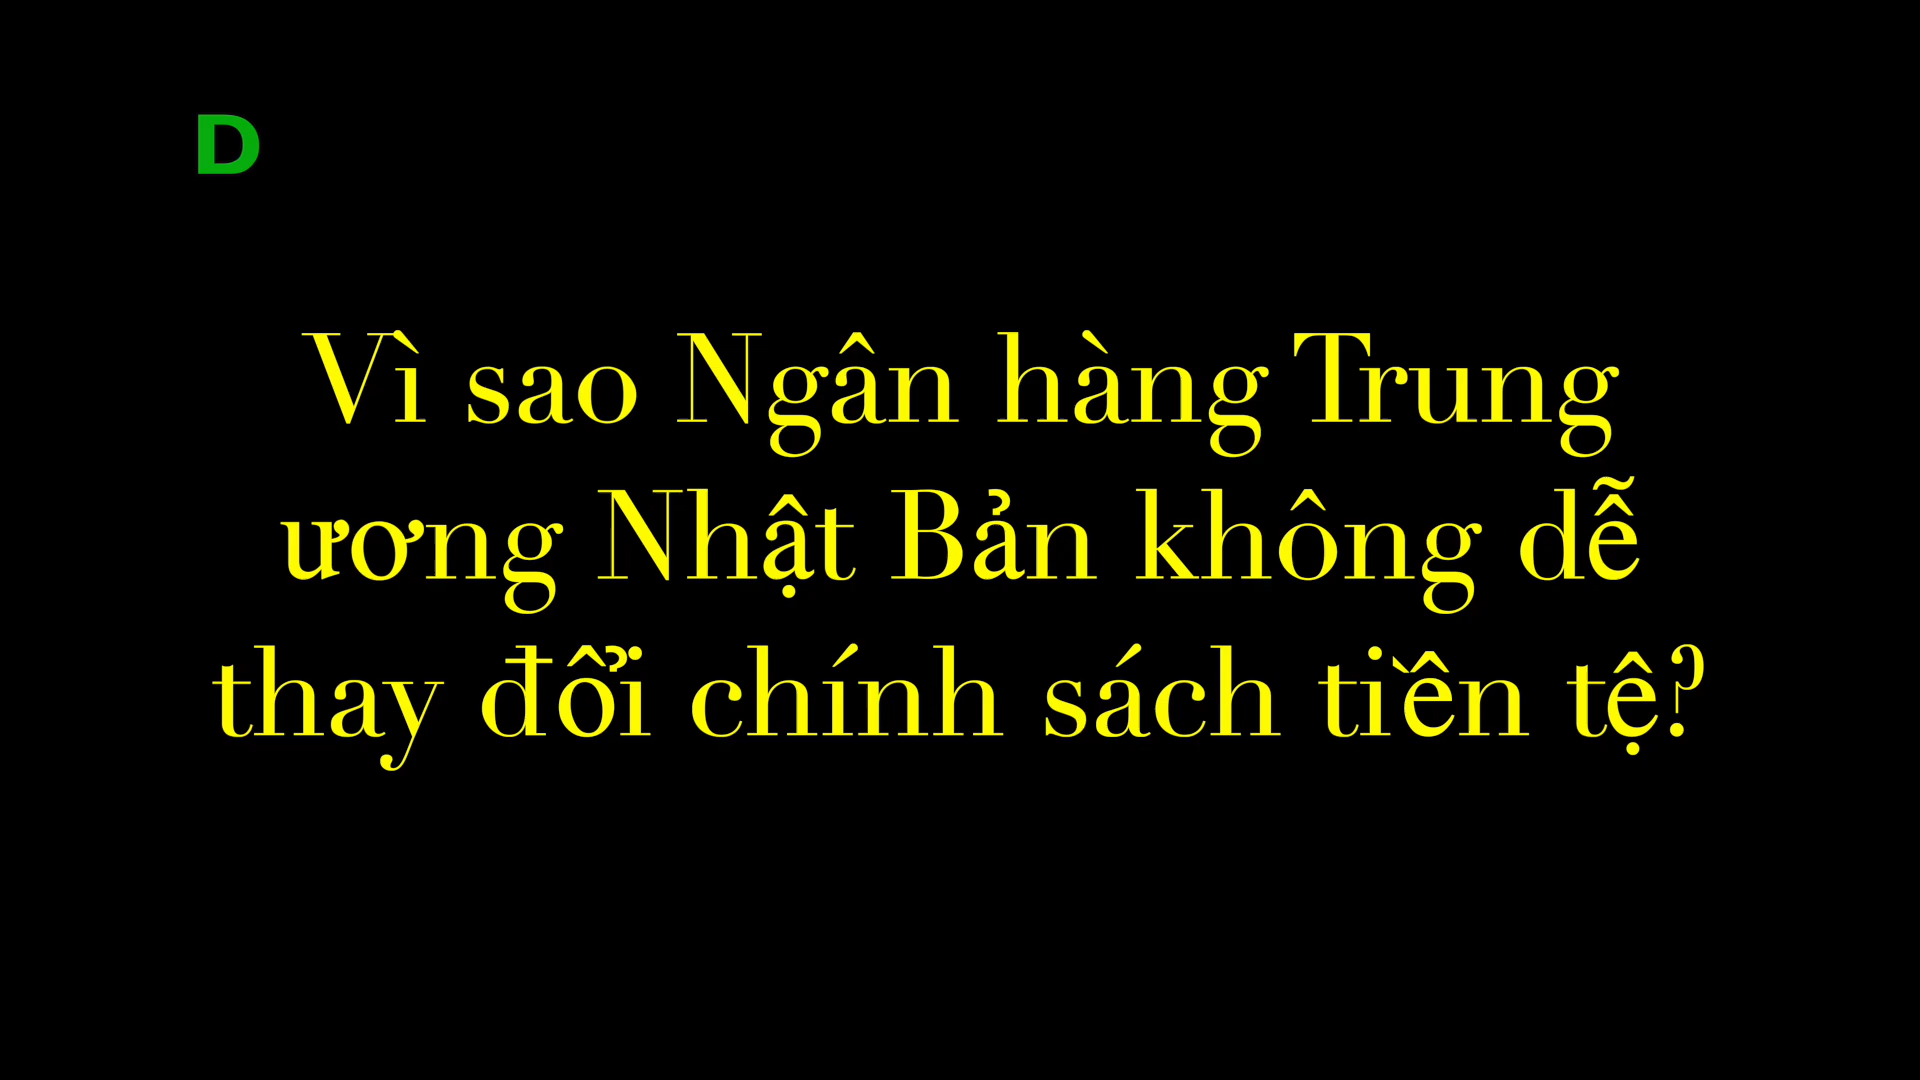 D
Vì sao Ngân hàng Trung
ương Nhật Bản không dễ
thay đổi chính sách tiền tệ?